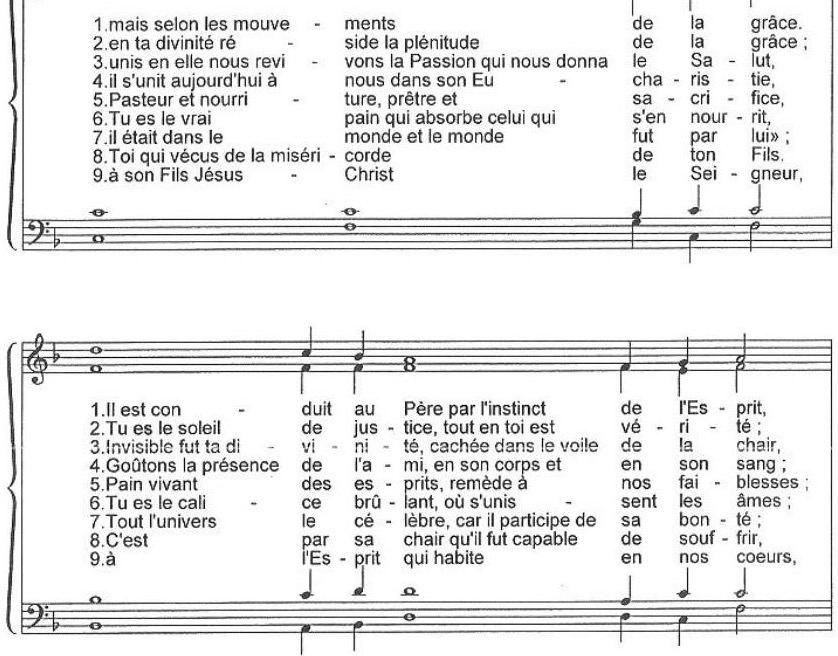 1.mais selon les mouve - ments de la grâce.
2.en ta divinité ré - side la plénitude de la grâce ;
3.unis en elle nous revi - vons la Passion qui nous donna le Sa - lut,
4.il s'unit aujourd'hui à nous dans son Eu - cha - ris - tie,
5.Pasteur et nourri - ture, prêtre et sa - cri - fice,
6.Tu es le vrai pain qui absorbe celui qui s'en nour - rit,
7.il était dans le monde et le monde fut par lui» ;
8.Toi qui vécus de la miséri - corde de ton Fils.
9.à son Fils Jésus - Christ le Sei - gneur,
1.Il est con - duit au Père par l'instinct de l'Es - prit,
2.Tu es le soleil de jus - tice, tout en toi est vé - ri - té ;
3.Invisible fut ta di - vi - ni - té, cachée dans le voile de la chair,
4.Goûtons la présence de l'a - mi, en son corps et en son sang ;
5.Pain vivant des es - prits, remède à nos fai - blesses ;
6.Tu es le cali - ce brû - lant, où s'unis - sent les âmes ;
7.Tout l'univers le cé - lèbre, car il participe de sa bon - té ;
8.C'est par sa chair qu'il fut capable de souf - frir,
9.à l'Es - prit qui habite en nos coeurs,